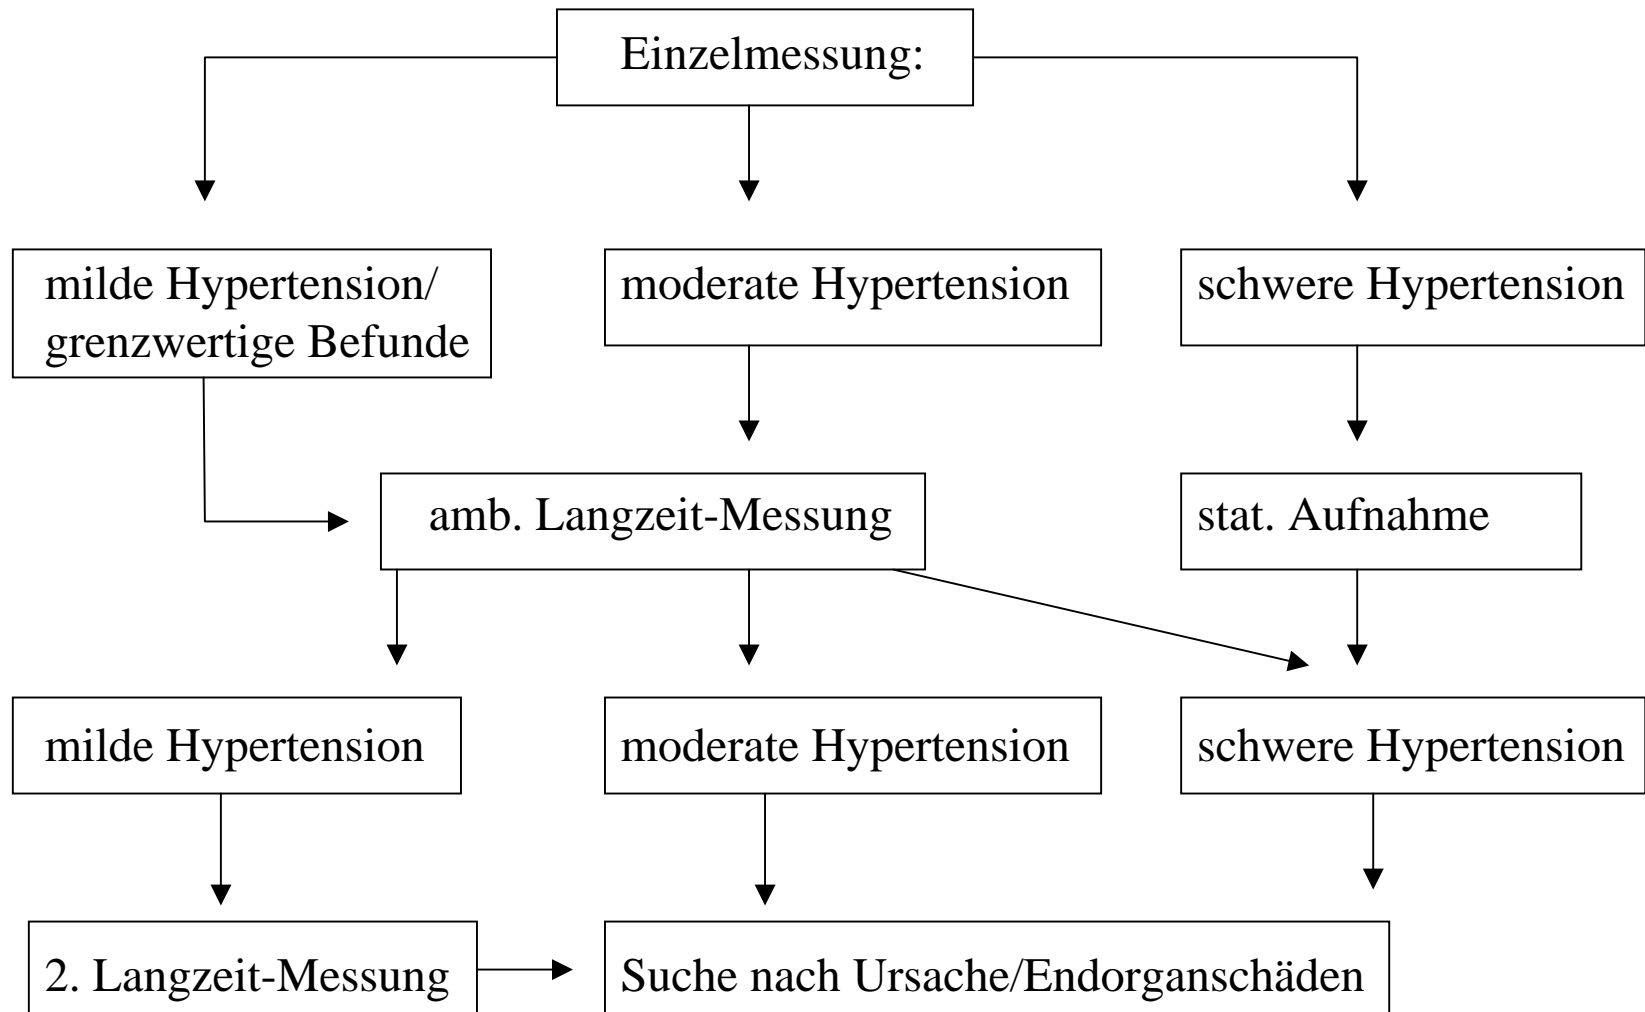 Einzelmessung:
milde Hypertension/
grenzwertige Befunde
moderate Hypertension
schwere Hypertension
amb. Langzeit-Messung
stat. Aufnahme
milde Hypertension
moderate Hypertension
schwere Hypertension
2. Langzeit-Messung
Suche nach Ursache/Endorganschäden